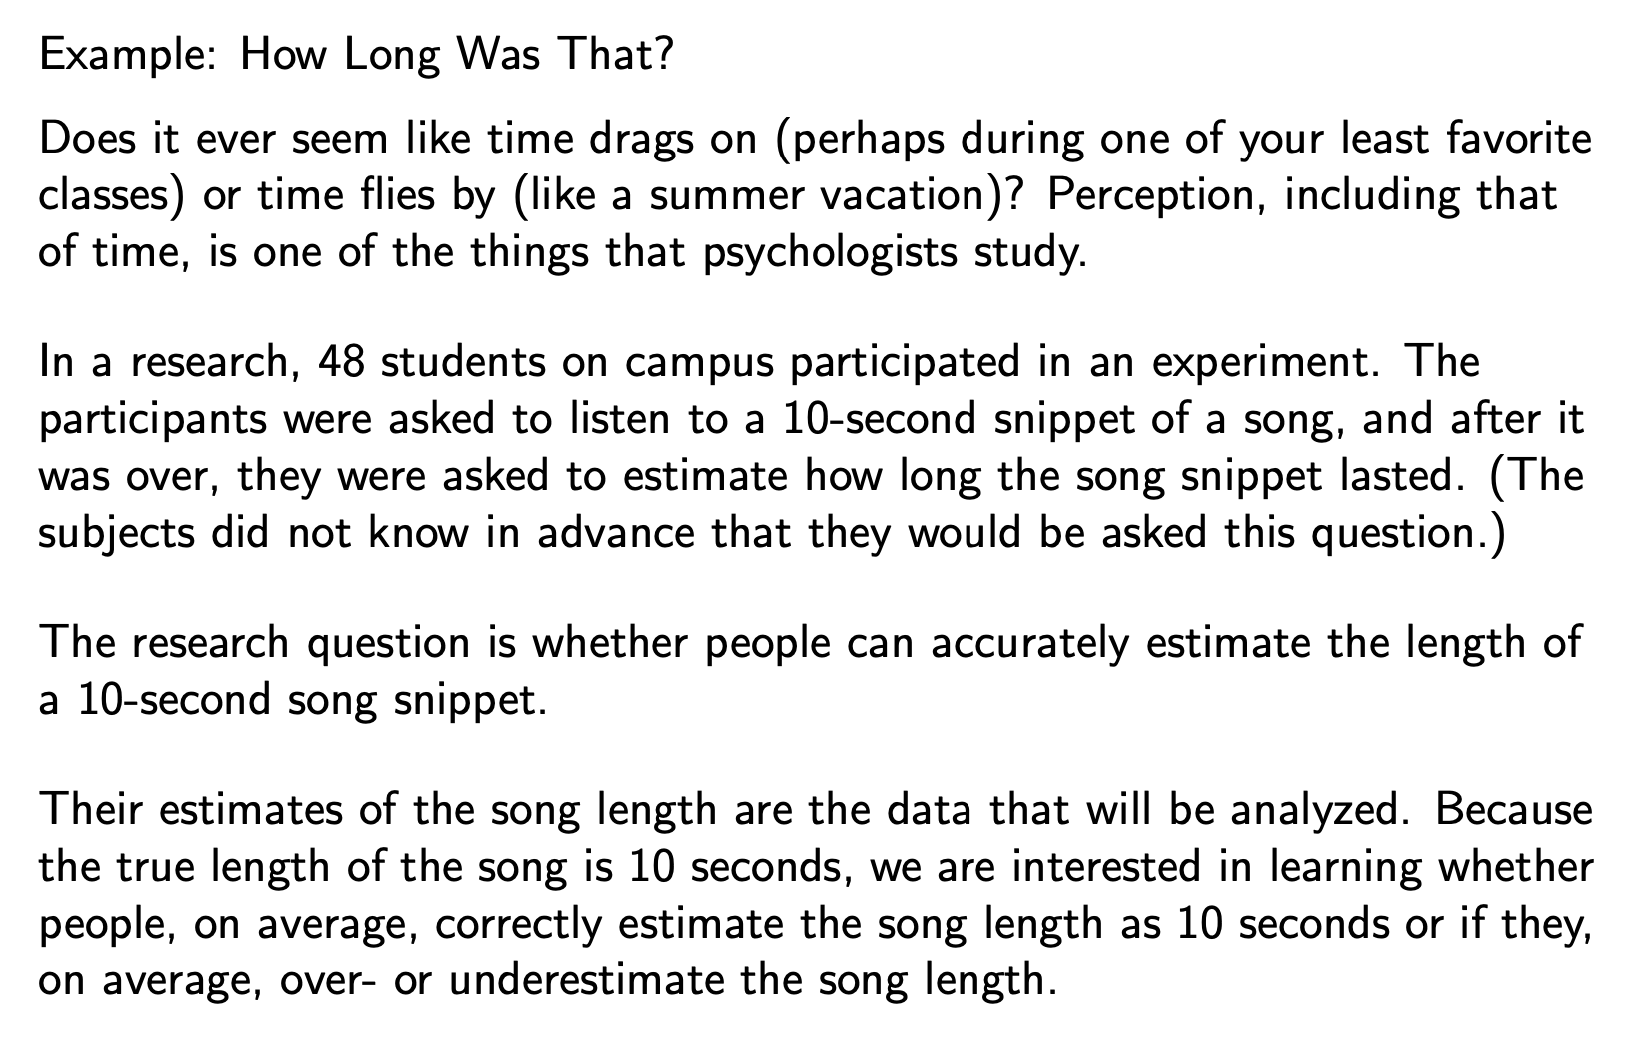 Example: How Long Was That?
Does it ever seem like time drags on (perhaps during one of your least favorite
classes) or time flies by (like a summer vacation)? Perception, including that
of time, is one of the things that psychologists study.
In a research, 48 students on campus participated in an experiment. The
participants were asked to listen to a 10-second snippet of a song, and after it
was over, they were asked to estimate how long the song snippet lasted. (The
subjects did not know in advance that they would be asked this question.)
The research question is whether people can accurately estimate the length of
a 10-second song snippet.
Their estimates of the song length are the data that will be analyzed. Because
the true length of the song is 10 seconds, we are interested in learning whether
people, on average, correctly estimate the song length as 10 seconds or if they,
on average, over- or underestimate the song length.